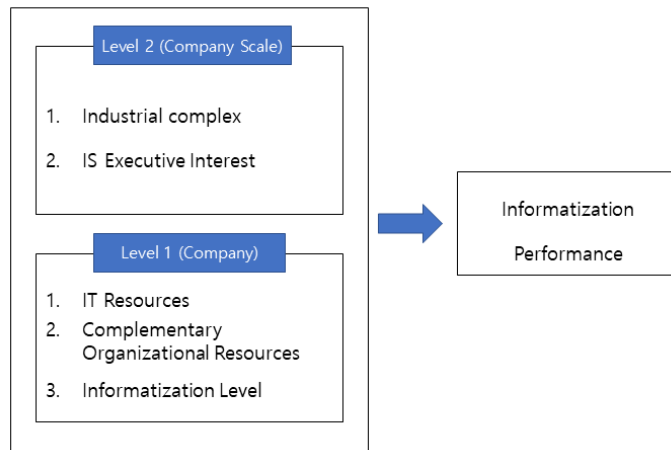 Level 2 (Company Scale)
1. Industrial complex
2. IS Executive Interest
Level 1 (Company)
1. IT Resources
2. Complementary
Organizational Resources
3. Informatization Level
Informatization
Performance